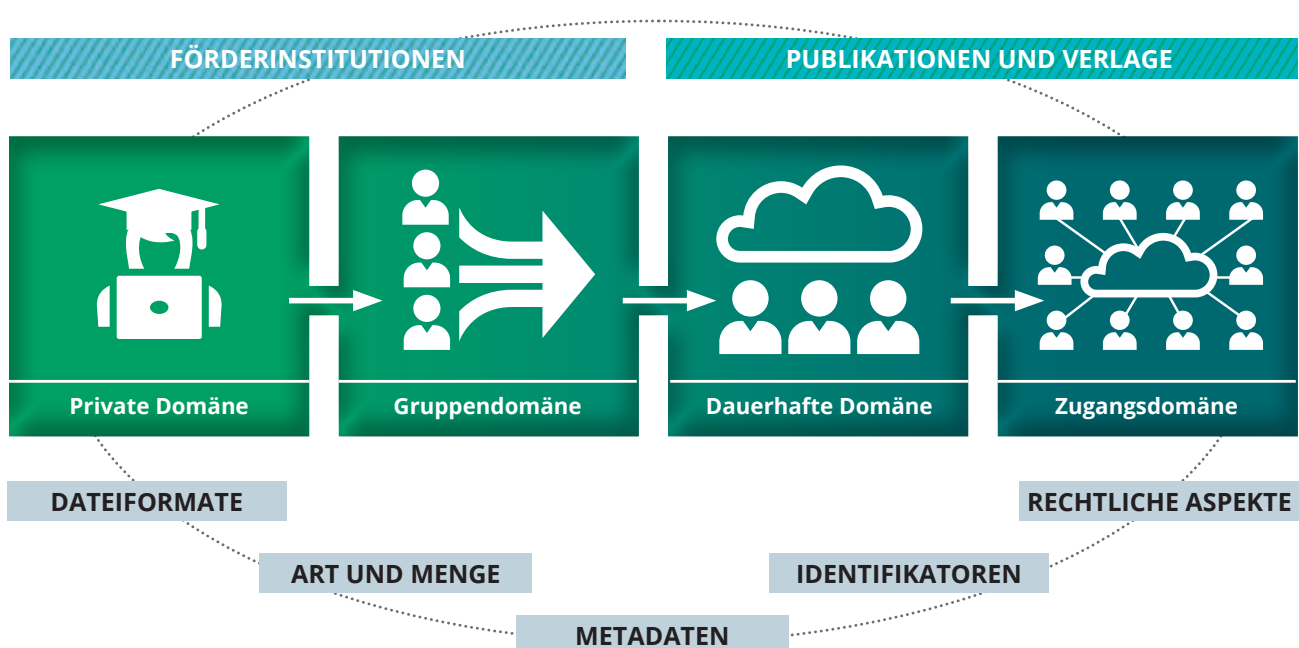 FÖRDERINSTITUTIONEN
PUBLIKATIONEN UND VERLAGE
Private Domäne
Gruppendomäne
Dauerhafte Domäne
Zugangsdomäne
DATEIFORMATE
RECHTLICHE ASPEKTE
ART UND MENGE
IDENTIFIKATOREN
METADATEN